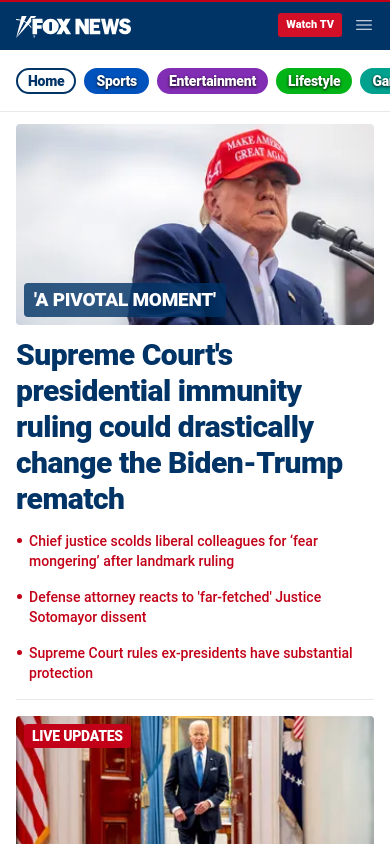 FOX NEWS
Watch TV
Home
Sports
Entertainment
Lifestyle
MAKE AMERICA
GREAT AGAIN
'A PIVOTAL MOMENT'
Supreme Court's
presidential immunity
ruling could drastically
change the Biden-Trump
rematch
• Chief justice scolds liberal colleagues for ‘fear
mongering’ after landmark ruling
• Defense attorney reacts to 'far-fetched' Justice
Sotomayor dissent
• Supreme Court rules ex-presidents have substantial
protection
LIVE UPDATES